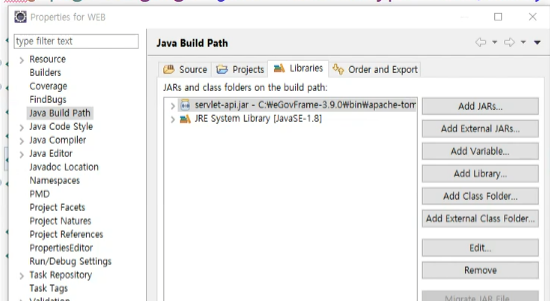 Properties for WEB
type filter text
Java Build Path
Resource
Builders
Coverage
FindBugs
Java Build Path
Java Code Style
Java Compiler
Java Editor
Javadoc Location
Namespaces
PMD
Project Facets
Project Natures
Project References
PropertiesEditor
Run/Debug Settings
Task Repository
Task Tags
Validation
Source
Projects
Libraries
Order and Export
JARs and class folders on the build path:
servlet-api.jar - C:₩eGovFrame-3.9.0₩bin₩apache-tom
JRE System Library [JavaSE-1.8]
Add JARs...
Add External JARs...
Add Variable...
Add Library...
Add Class Folder...
Add External Class Folder...
Edit...
Remove
Migrate JAR File...